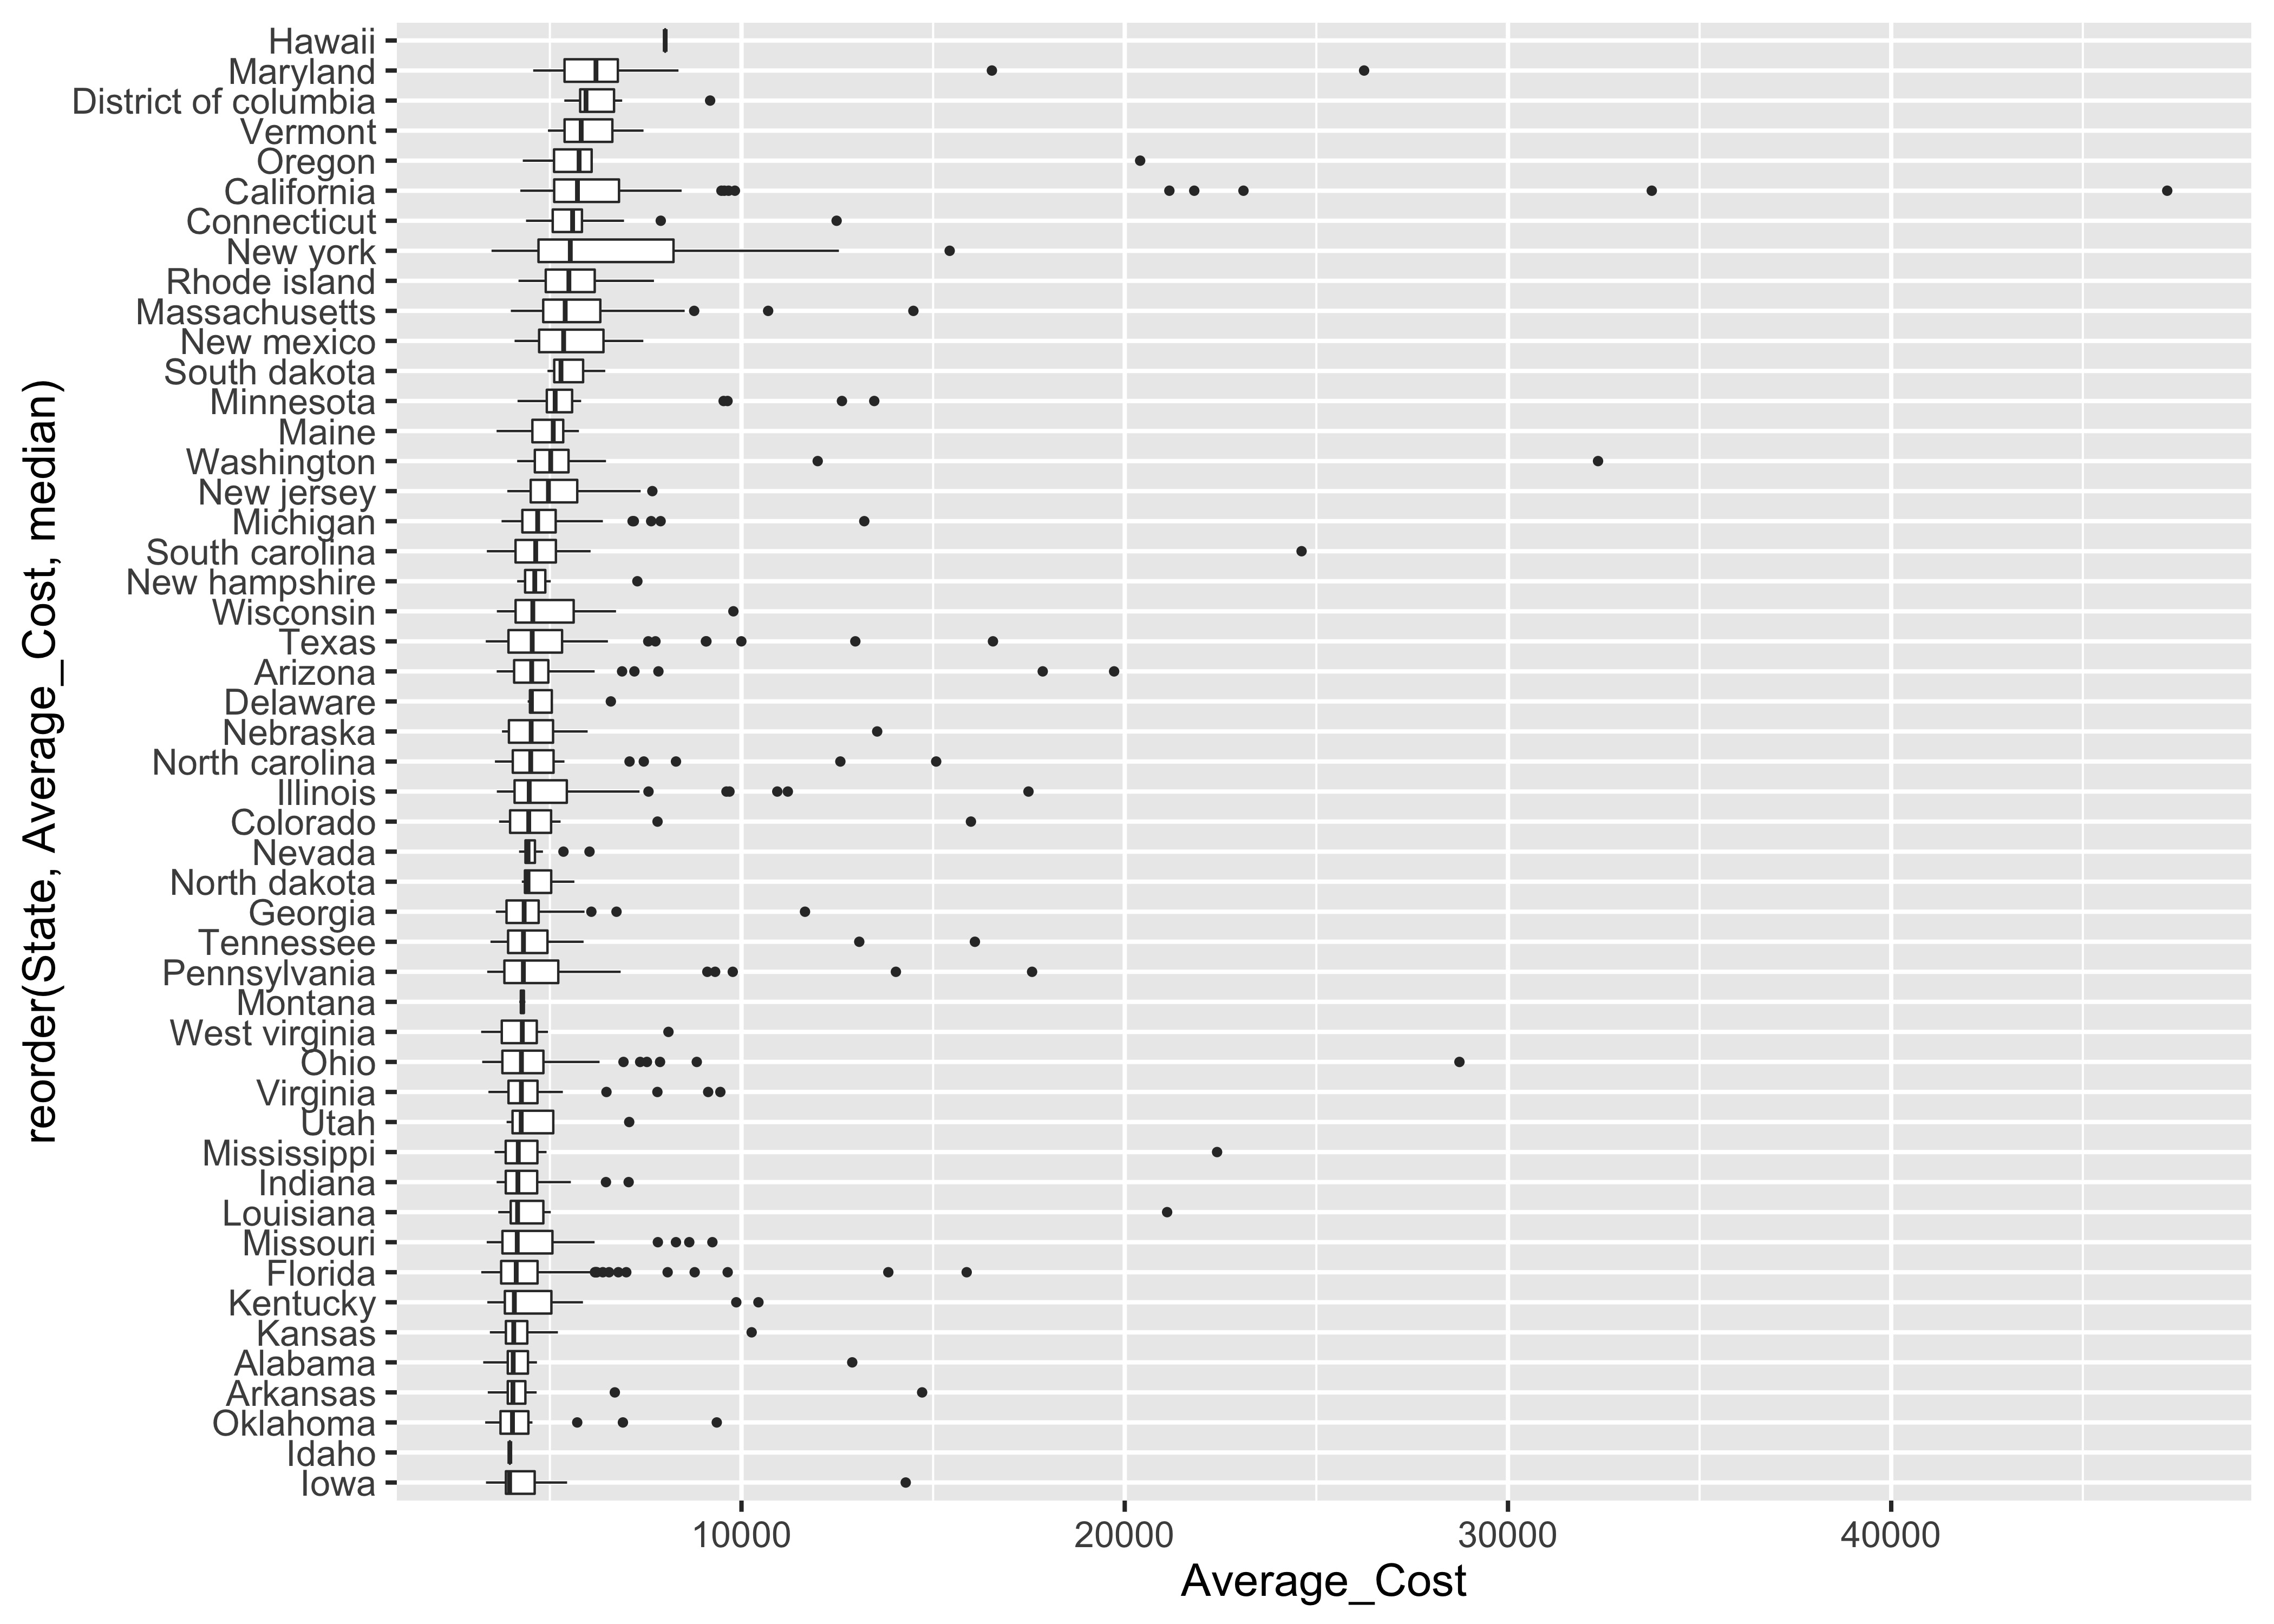 reorder(State, Average_Cost, median)
Hawaii
Maryland
District of columbia
Vermont
Oregon
California
Connecticut
New york
Rhode island
Massachusetts
New mexico
South dakota
Minnesota
Maine
Washington
New jersey
Michigan
South carolina
New hampshire
Wisconsin
Texas
Arizona
Delaware
Nebraska
North carolina
Illinois
Colorado
Nevada
North dakota
Georgia
Tennessee
Pennsylvania
Montana
West virginia
Ohio
Virginia
Utah
Mississippi
Indiana
Louisiana
Missouri
Florida
Kentucky
Kansas
Alabama
Arkansas
Oklahoma
Idaho
Iowa
10000 20000 30000 40000
Average_Cost